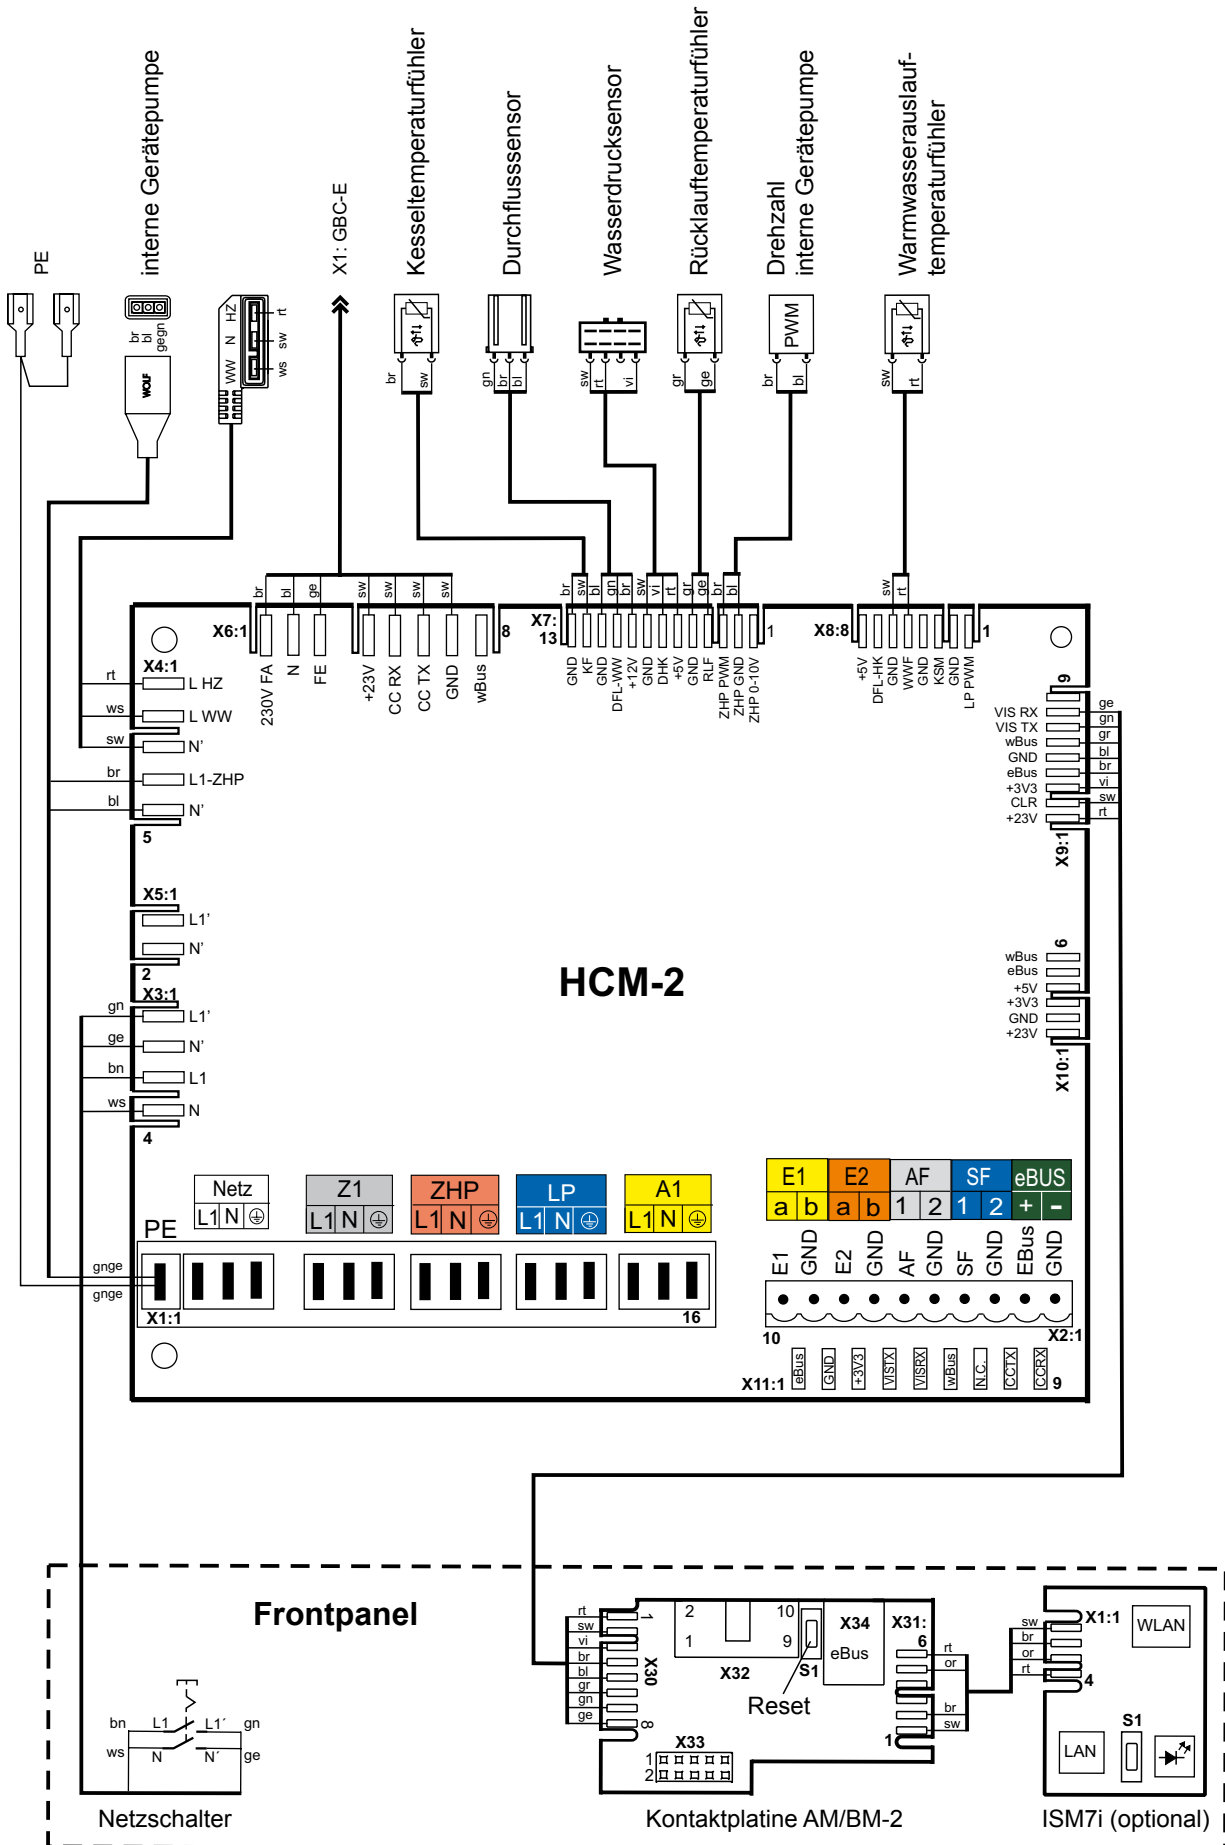 PE
interne Gerätepumpe
X1: GBC-E
Kesseltemperaturfühler
Durchflusssensor
Wasserdrucksensor
Rücklauftemperaturfühler
Drehzahl
interne Gerätepumpe
Warmwasserauslauf-
temperaturfühler
br
bl
gegn
WOLF
WW N HZ
ws sw rt
br sw
gn br bl
sw rt vi
gr ge
PWM
br bl
sw rt
br bl ge sw sw sw sw
br sw bl gn br sw vi rt gr ge br bl
sw rt
X6:1
8
X7:
13
1
X8:8
1
230V FA
N
FE
+23V
CC RX
CC TX
GND
wBus
GND
KF
GND
DFL-WW
+12V
GND
DHK
+5V
GND
RLF
ZHP PWM
ZHP GND
ZHP 0-10V
+5V
DFL-HK
GND
WWF
GND
KSM
GND
LP PWM
X4:1
rt L HZ
ws L WW
sw N'
br L1-ZHP
bl N'
5
X5:1
L1'
N'
2
X3:1
gn L1'
ge N'
bn L1
ws N
4
HCM-2
9
VIS RX ge
VIS TX gn
wBus gr
GND bl
eBus br
+3V3 vi
CLR sw
+23V rt
X9:1
6
wBus
eBus
+5V
+3V3
GND
+23V
X10:1
Netz
L1 N
Z1
L1 N
ZHP
L1 N
LP
L1 N
A1
L1 N
PE
gnge
gnge
X1:1
16
E1 E2 AF SF eBUS
a b a b 1 2 1 2 + -
E1
GND
E2
GND
AF
GND
SF
GND
EBus
GND
10
X2:1
X11:1
eBus
GND
+3V3
VISTX
VISRX
wBus
N.C.
CCTX
CCRX
9
Frontpanel
bn L1 L1´ gn
ws N N´ ge
Netzschalter
rt
sw
vi
br
bl
gr
gn
ge
1
X30
8
2 10
1 9
X32
S1
Reset
X34
eBus
X31:
6
rt
or
br
sw
1
X33
1
2
Kontaktplatine AM/BM-2
sw
br
or
rt
X1:1
4
WLAN
LAN
S1
ISM7i (optional)